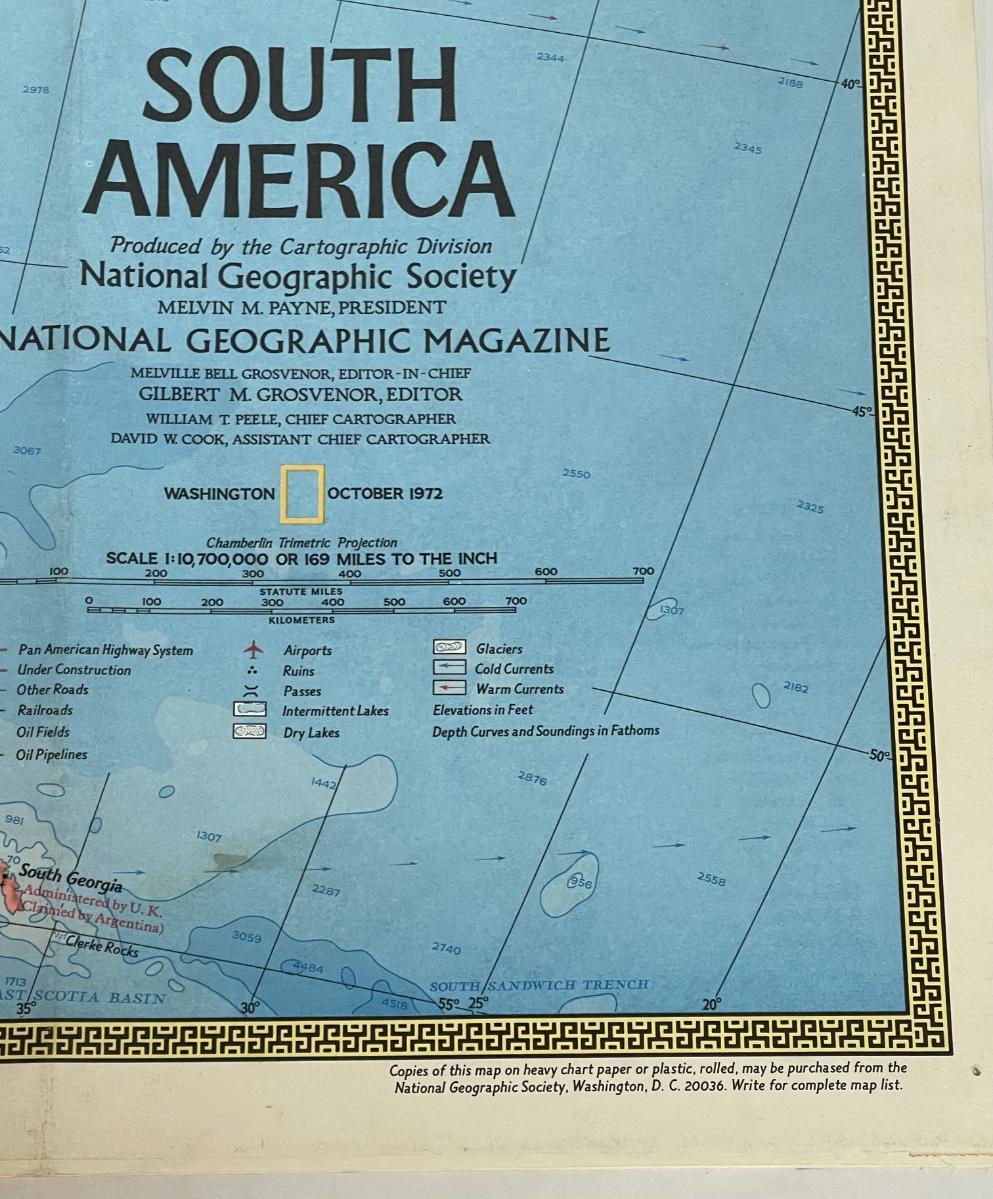 2344
2976
2188
40°
SOUTH
AMERICA
2345
Produced by the Cartographic Division
National Geographic Society
MELVIN M. PAYNE, PRESIDENT
NATIONAL GEOGRAPHIC MAGAZINE
MELVILLE BELL GROSVENOR, EDITOR-IN-CHIEF
GILBERT M. GROSVENOR, EDITOR
45°
WILLIAM T. PEELE, CHIEF CARTOGRAPHER
DAVID W. COOK, ASSISTANT CHIEF CARTOGRAPHER
3067
2550
WASHINGTON OCTOBER 1972
2325
Chamberlin Trimetric Projection
SCALE 1:10,700,000 OR 169 MILES TO THE INCH
100 200 300 400 500 600 700
STATUTE MILES
0 100 200 300 400 500 600 700
KILOMETERS
1307
Pan American Highway System
Under Construction
Other Roads
Railroads
Oil Fields
Oil Pipelines
Airports
Ruins
Passes
Intermittent Lakes
Dry Lakes
Glaciers
Cold Currents
Warm Currents
Elevations in Feet
Depth Curves and Soundings in Fathoms
2182
50°
1442
2876
981
1307
70
South Georgia
Administered by U. K.
Claimed by Argentina)
2287
956
2558
3059
Clerke Rocks
2740
4484
1713
SOUTH SANDWICH TRENCH
AST SCOTIA BASIN
4518
35°
30°
55° 25°
20°
Copies of this map on heavy chart paper or plastic, rolled, may be purchased from the
National Geographic Society, Washington, D. C. 20036. Write for complete map list.